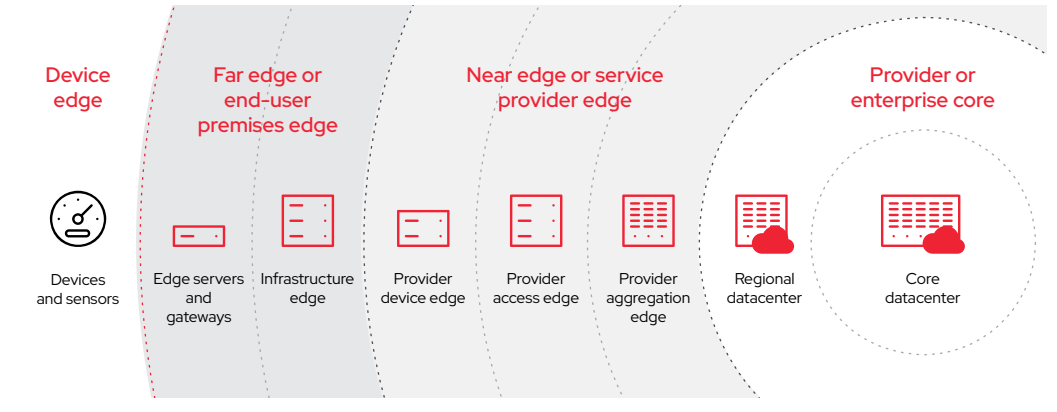 Device
edge
Far edge or
end-user
premises edge
Near edge or service
provider edge
Provider or
enterprise core
Devices
and sensors
Edge servers
and
gateways
Infrastructure
edge
Provider
device edge
Provider
access edge
Provider
aggregation
edge
Regional
datacenter
Core
datacenter